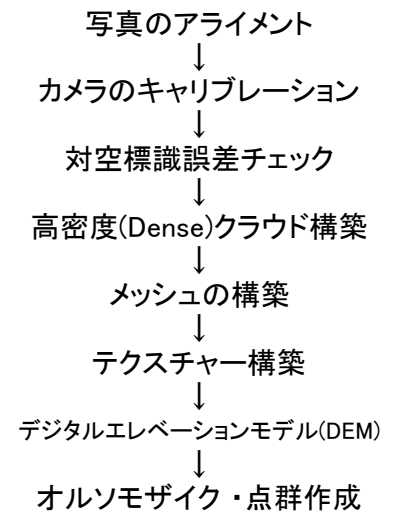 写真のアライメント
↓
カメラのキャリブレーション
↓
対空標識誤差チェック
↓
高密度(Dense)クラウド構築
↓
メッシュの構築
↓
テクスチャー構築
↓
デジタルエレベーションモデル(DEM)
↓
オルソモザイク・点群作成